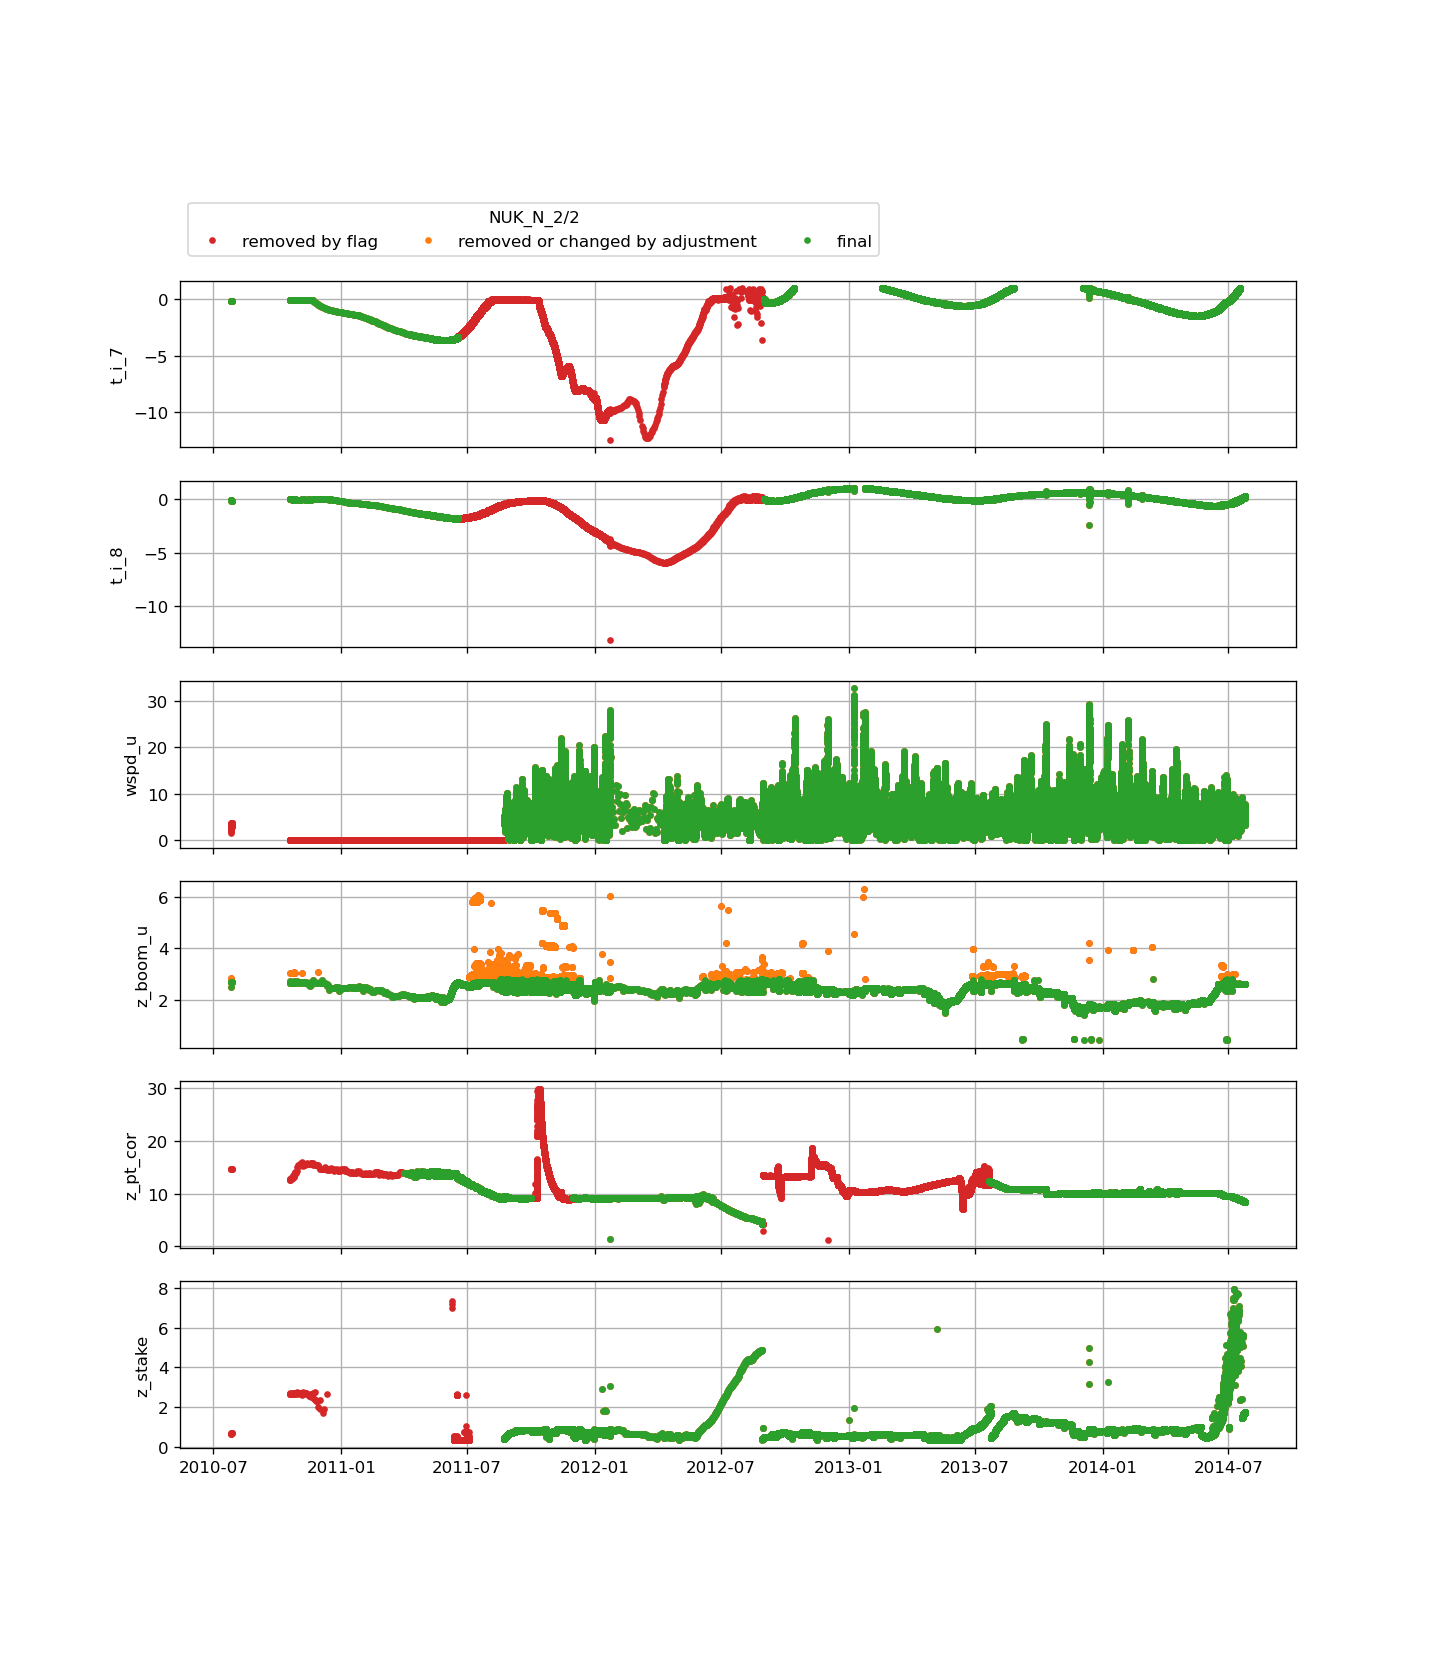 NUK_N_2/2
removed by flag removed or changed by adjustment final
0
−5
−10
t_i_7
0
−5
−10
t_i_8
30
20
10
0
wspd_u
6
4
2
z_boom_u
30
20
10
0
z_pt_cor
8
6
4
2
0
z_stake
2010-07 2011-01 2011-07 2012-01 2012-07 2013-01 2013-07 2014-01 2014-07